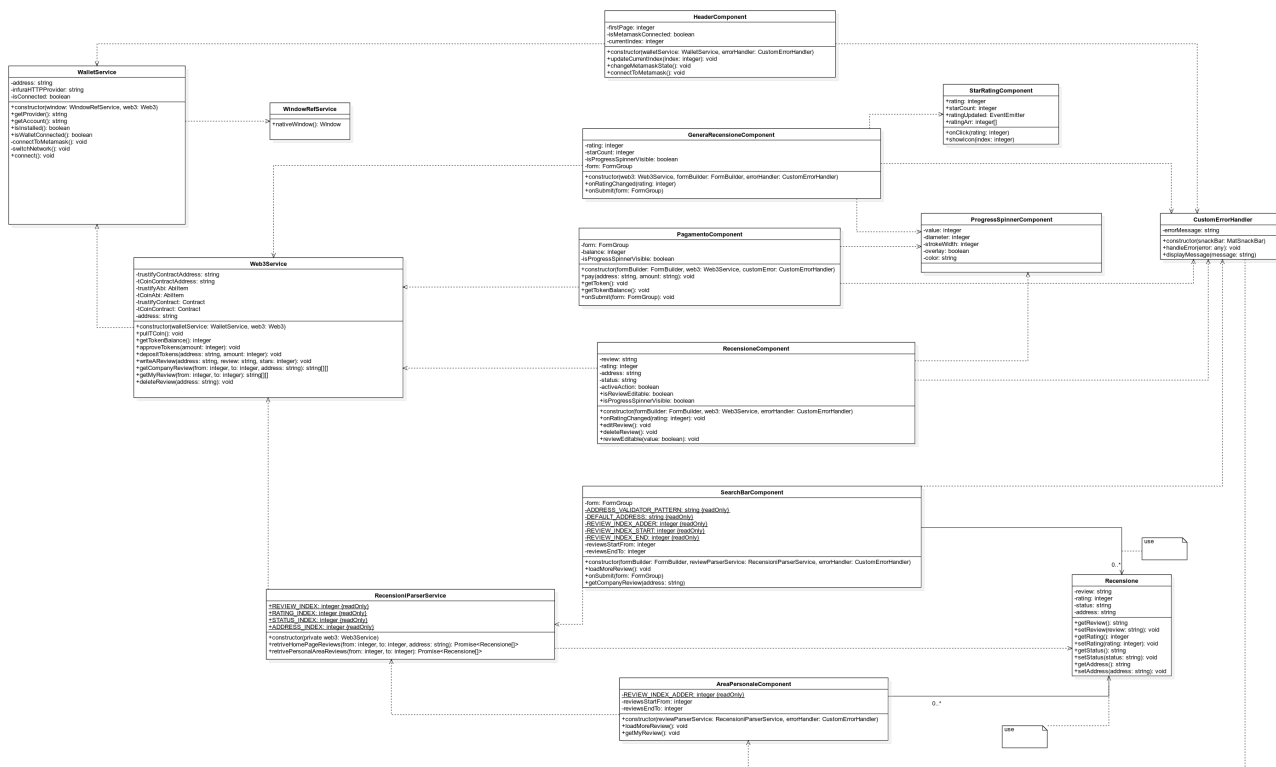 HeaderComponent
-firstPage: integer
-isMetamaskConnected: boolean
-currentIndex: integer
+constructor(walletService: WalletService, errorHandler: CustomErrorHandler)
+updateCurrentIndex(index: integer): void
+changeMetamaskState(): void
+connectToMetamask(): void
WalletService
-address: string
-infuraHTTPProvider: string
-isConnected: boolean
+constructor(window: WindowRefService, web3: Web3)
+getProvider(): string
+getAccount(): string
+isInstalled(): boolean
+isWalletConnected(): boolean
-connectToMetamask(): void
-switchNetwork(): void
+connect(): void
WindowRefService
+nativeWindow(): Window
StarRatingComponent
+rating: integer
+starCount: integer
+ratingUpdated: EventEmitter
+ratingArr: integer[]
+onClick(rating: integer)
+showIcon(index: integer)
GeneraRecensioneComponent
-rating: integer
-starCount: integer
-isProgressSpinnerVisible: boolean
-form: FormGroup
+constructor(web3: Web3Service, formBuilder: FormBuilder, errorHandler: CustomErrorHandler)
+onRatingChanged(rating: integer)
+onSubmit(form: FormGroup)
ProgressSpinnerComponent
-value: integer
-diameter: integer
-strokeWidth: integer
-overlay: boolean
-color: string
CustomErrorHandler
-errorMessage: string
+constructor(snackBar: MatSnackBar)
+handleError(error: any): void
+displayMessage(message: string)
PagamentoComponent
-form: FormGroup
-balance: integer
-isProgressSpinnerVisible: boolean
+constructor(formBuilder: FormBuilder, web3: Web3Service, customError: CustomErrorHandler)
+pay(address: string, amount: string): void
+getToken(): void
+getTokenBalance(): void
+onSubmit(form: FormGroup): void
Web3Service
-trustifyContractAddress: string
-tCoinContractAddress: string
-trustifyAbi: AbiItem
-tCoinAbi: AbiItem
-trustifyContract: Contract
-tCoinContract: Contract
-address: string
+constructor(walletService: WalletService, web3: Web3)
+pullTCoin(): void
+getTokenBalance(): integer
+approveTokens(amount: integer): void
+depositTokens(address: string, amount: integer): void
+writeAReview(address: string, review: string, stars: integer): void
+getCompanyReview(from: integer, to: integer, address: string): string[][]
+getMyReview(from: integer, to: integer): string[][]
+deleteReview(address: string): void
RecensioneComponent
-review: string
-rating: integer
-address: string
-status: string
-activeAction: boolean
+isReviewEditable: boolean
+isProgressSpinnerVisible: boolean
+constructor(formBuilder: FormBuilder, web3: Web3Service, errorHandler: CustomErrorHandler)
+onRatingChanged(rating: integer): void
+editReview(): void
+deleteReview(): void
+reviewEditable(value: boolean): void
SearchBarComponent
-form: FormGroup
-ADDRESS_VALIDATOR_PATTERN: string {readOnly}
-DEFAULT_ADDRESS: string {readOnly}
-REVIEW_INDEX_ADDER: integer {readOnly}
-REVIEW_INDEX_START: integer {readOnly}
-REVIEW_INDEX_END: integer {readOnly}
-reviewsStartFrom: integer
-reviewsEndTo: integer
+constructor(formBuilder: FormBuilder, reviewParserService: RecensioniParserService, errorHandler: CustomErrorHandler)
+loadMoreReview(): void
+onSubmit(form: FormGroup)
+getCompanyReview(address: string)
use
0..*
Recensione
-review: string
-rating: integer
-status: string
-address: string
+getReview(): string
+setReview(review: string): void
+getRating(): integer
+setRating(rating: integer): void
+getStatus(): string
+setStatus(status: string): void
+getAddress(): string
+setAddress(address: string): void
RecensioniParserService
+REVIEW_INDEX: integer {readOnly}
+RATING_INDEX: integer {readOnly}
+STATUS_INDEX: integer {readOnly}
+ADDRESS_INDEX: integer {readOnly}
+constructor(private web3: Web3Service)
+retriveHomePageReviews(from: integer, to: integer, address: string): Promise<Recensione[]>
+retrivePersonalAreaReviews(from: integer, to: integer): Promise<Recensione[]>
AreaPersonaleComponent
-REVIEW_INDEX_ADDER: integer {readOnly}
-reviewsStartFrom: integer
-reviewsEndTo: integer
+constructor(reviewParserService: RecensioniParserService, errorHandler: CustomErrorHandler)
+loadMoreReview(): void
+getMyReview(): void
0..*
use